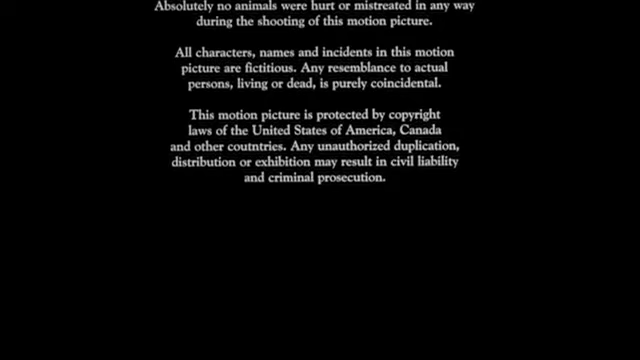 Absolutely no animals were hurt or mistreated in any way
during the shooting of this motion picture.
All characters, names and incidents in this motion
picture are fictitious. Any resemblance to actual
persons, living or dead, is purely coincidental.
This motion picture is protected by copyright
laws of the United States of America, Canada
and other coutntries. Any unauthorized duplication,
distribution or exhibition may result in civil liability
and criminal prosecution.